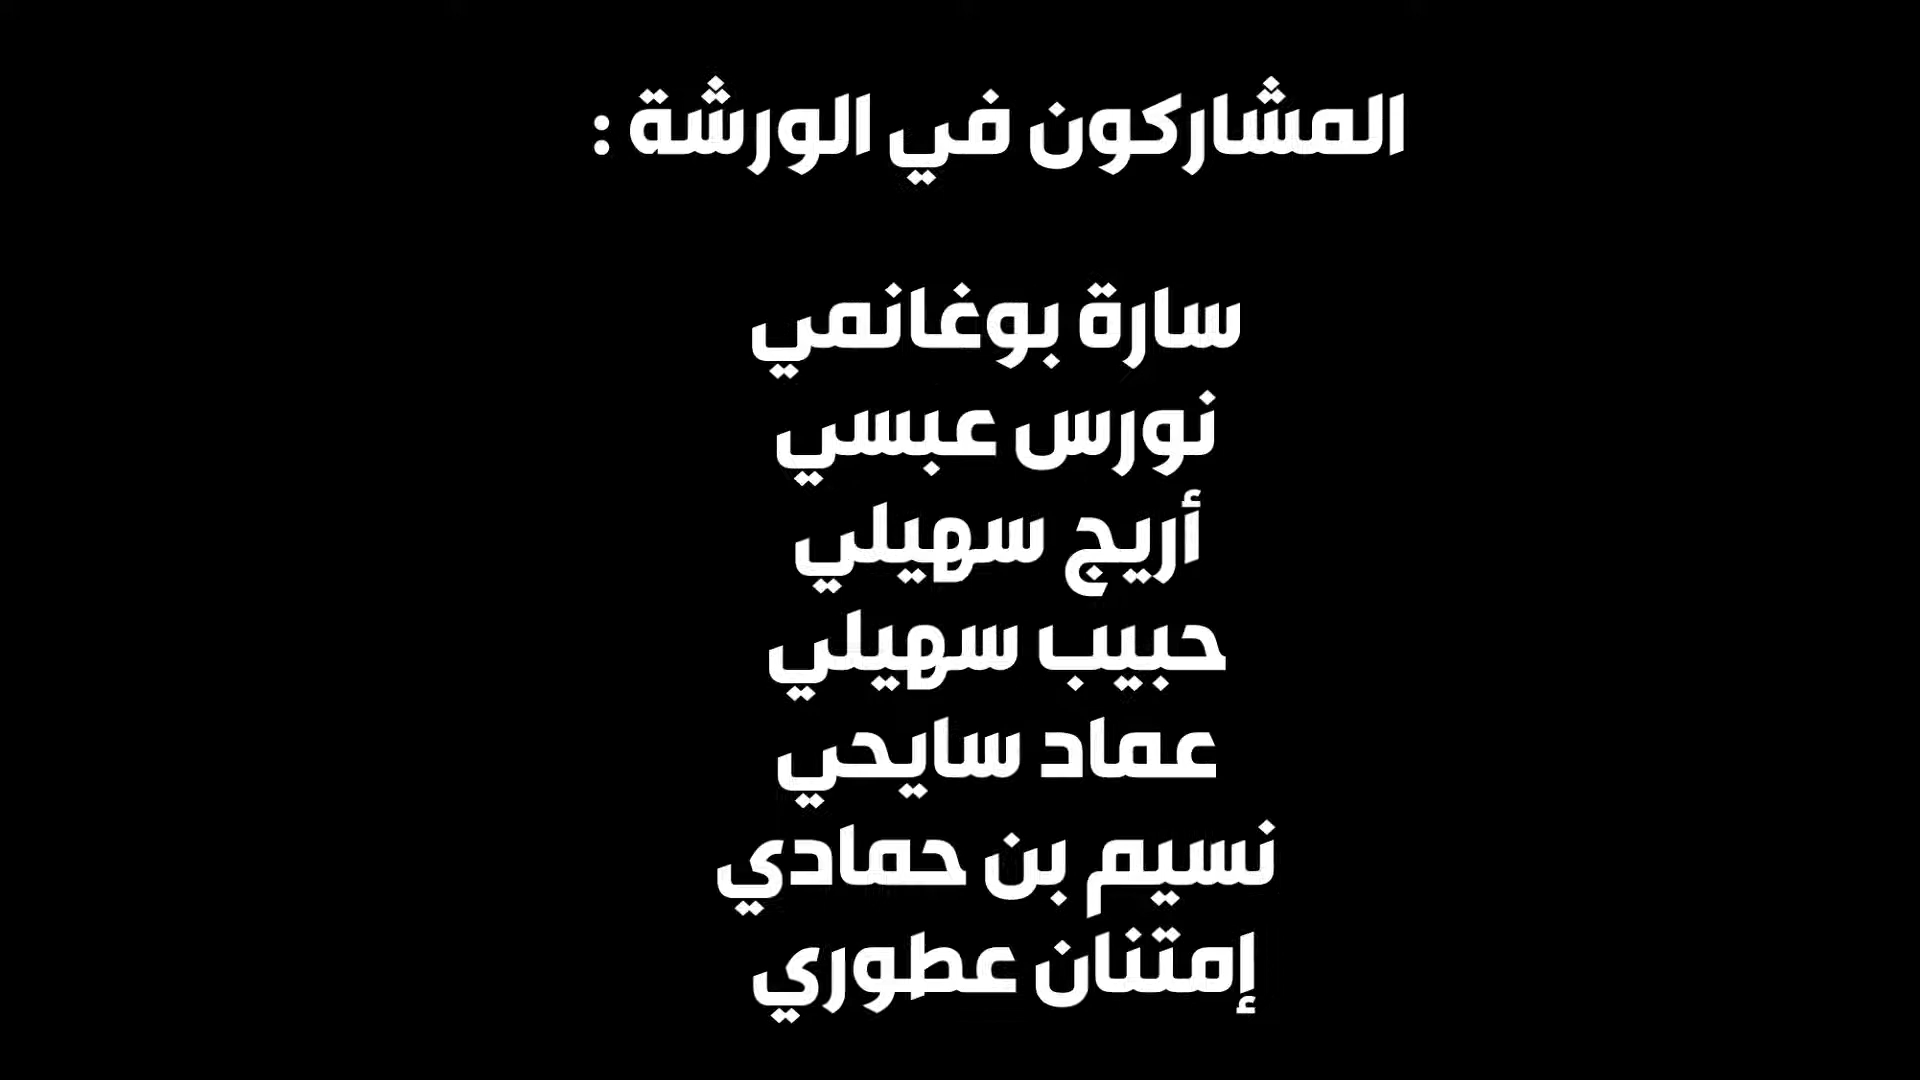 المشاركون في الورشة :
سارة بوغانمي
نورس عبسي
أريج سهيلي
حبيب سهيلي
عماد سايحي
نسيم بن حمادي
إمتنان عطوري